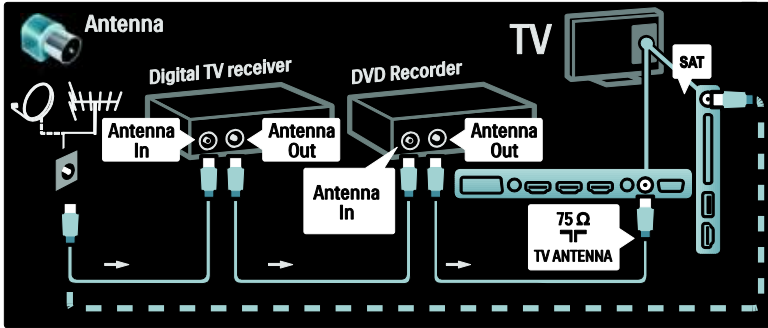 Antenna
TV
SAT
Digital TV receiver
DVD Recorder
Antenna
In
Antenna
Out
Antenna
In
Antenna
Out
75 Ω
TV ANTENNA